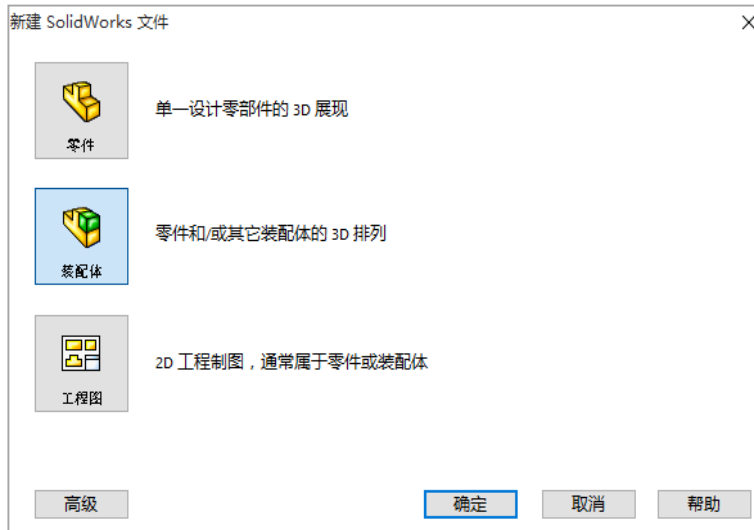 新建 SolidWorks 文件
零件
单一设计零部件的 3D 展现
装配体
零件和/或其它装配体的 3D 排列
工程图
2D 工程制图，通常属于零件或装配体
高级
确定
取消
帮助